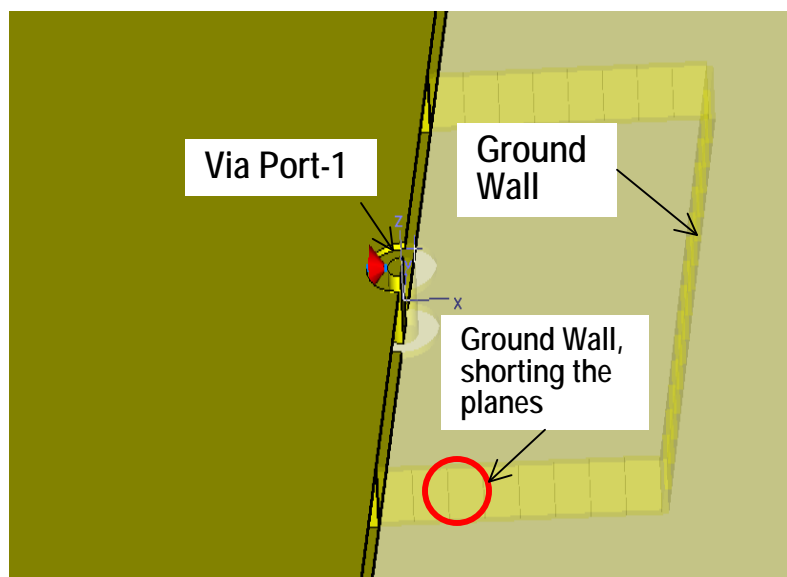 Via Port-1
Ground
Wall
Z
X
Ground Wall,
shorting the
planes